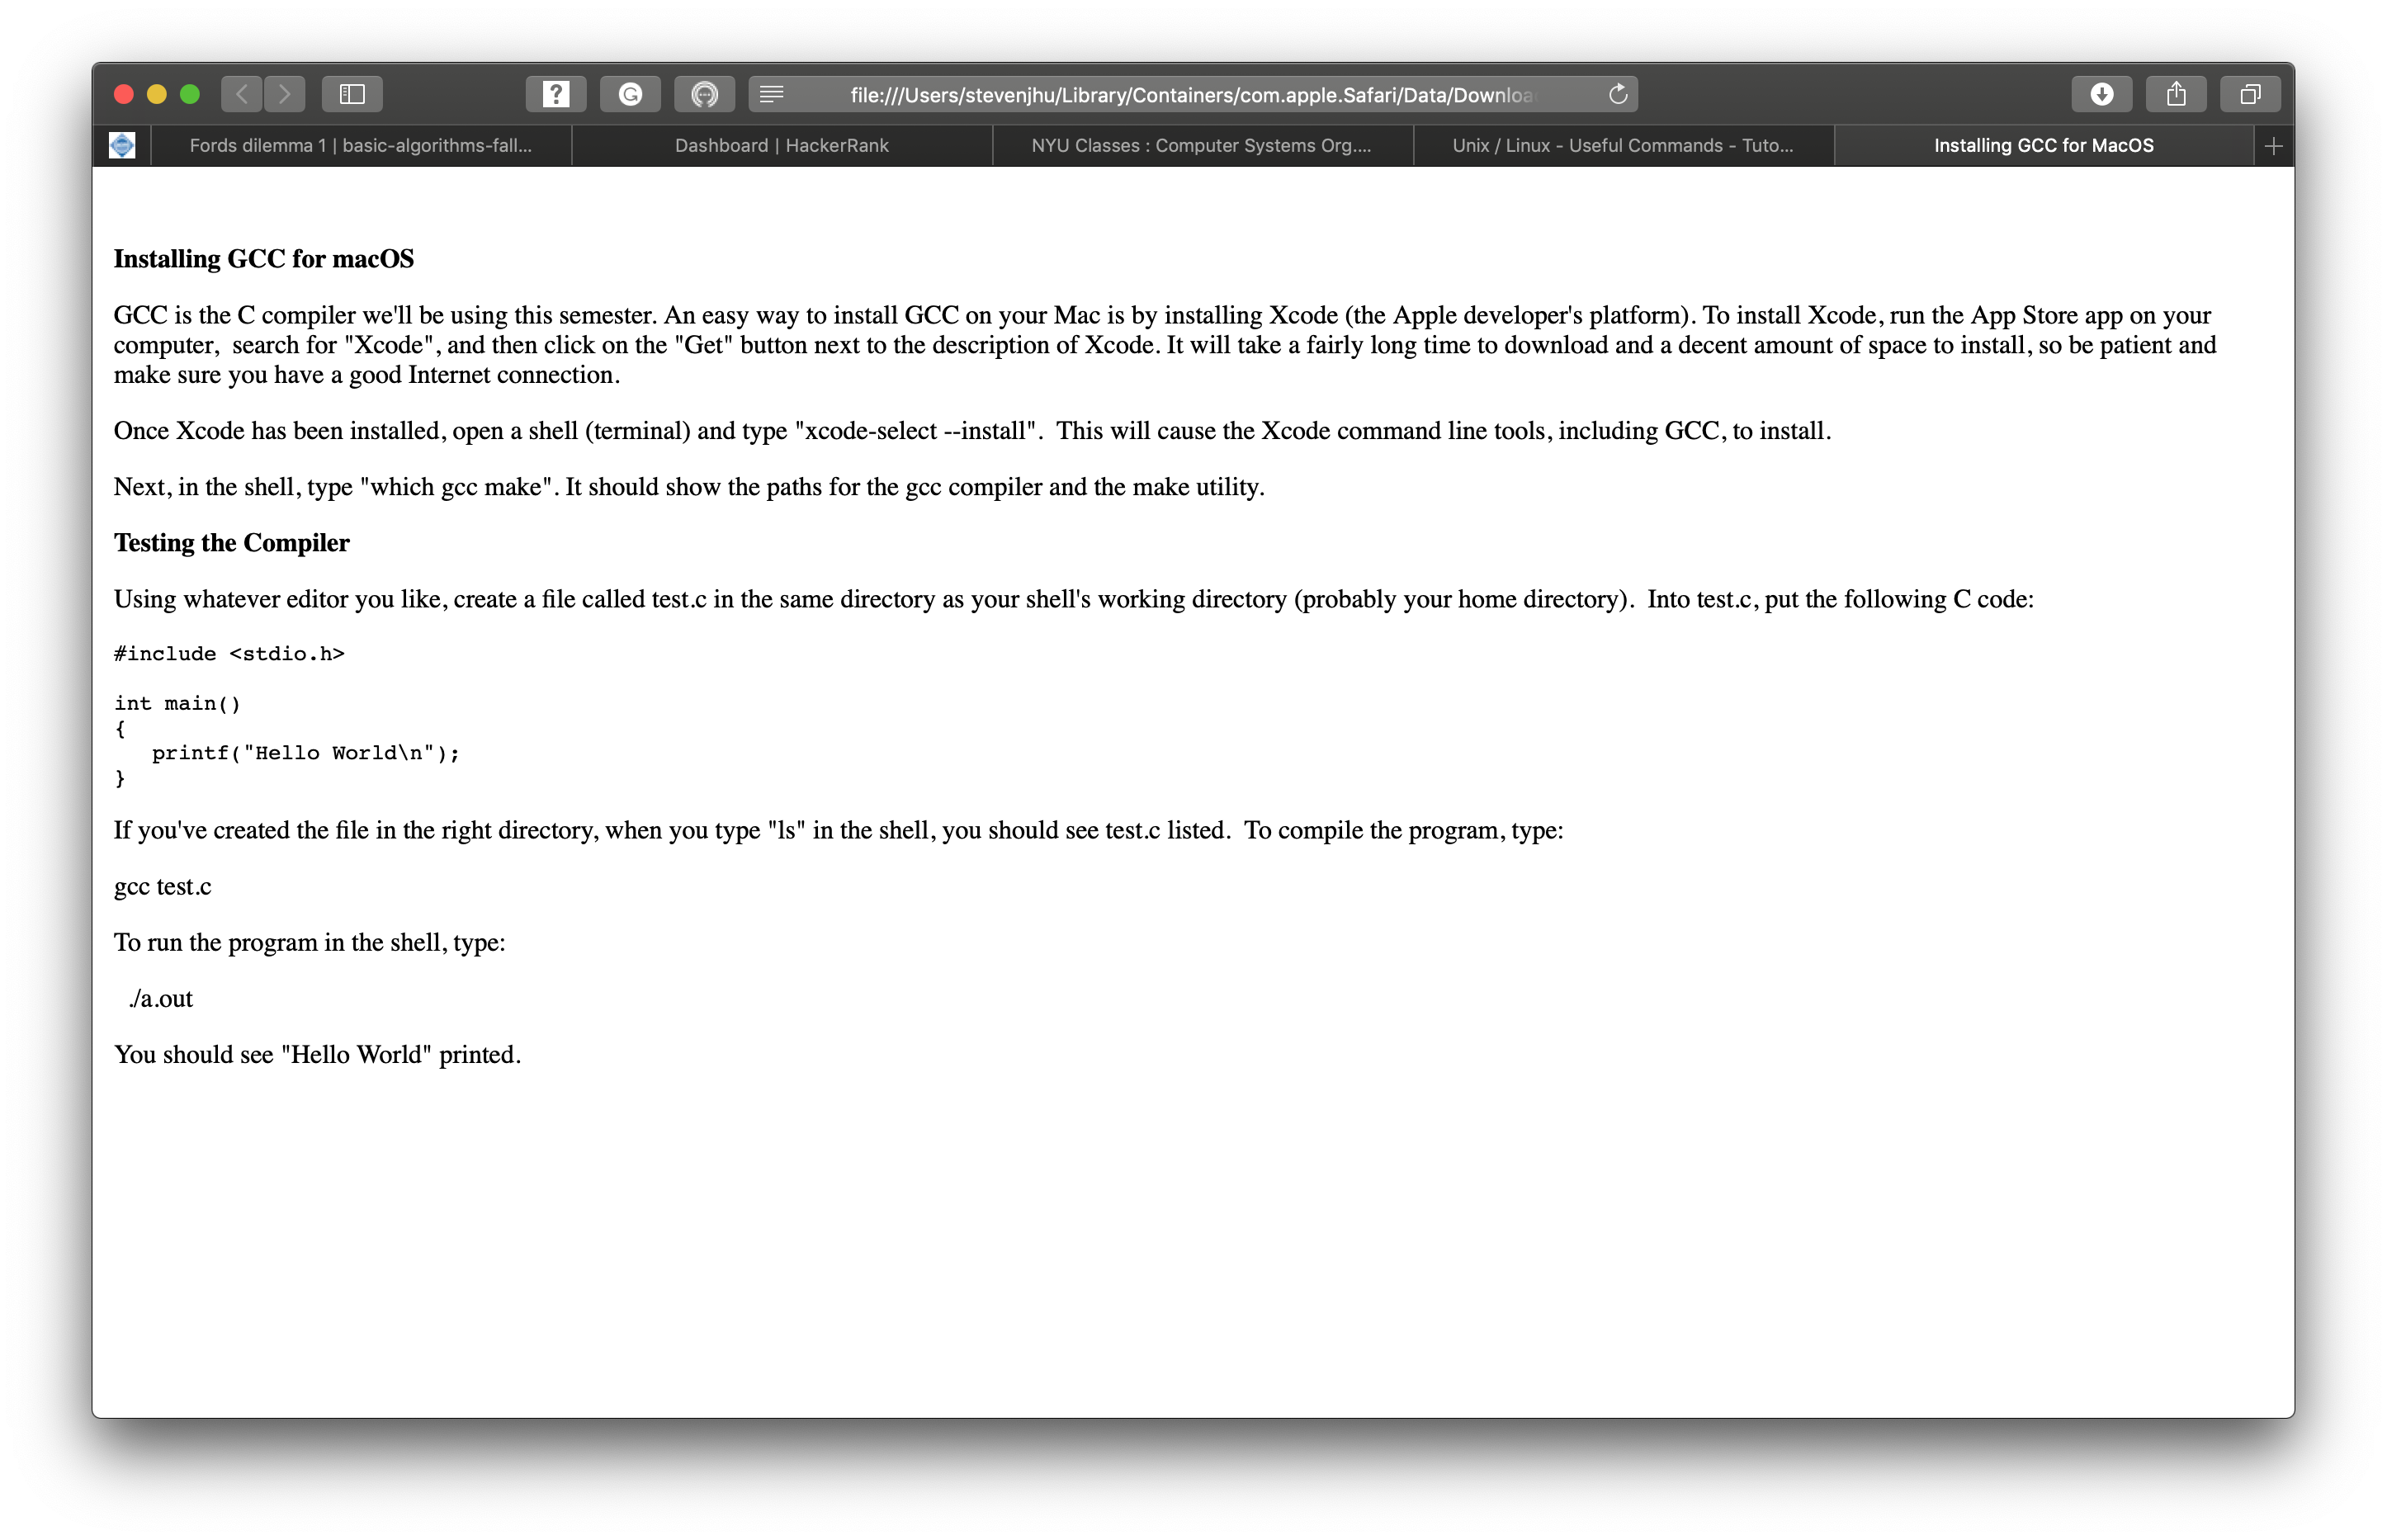 file:///Users/stevenjhu/Library/Containers/com.apple.Safari/Data/Downloa
Fords dilemma 1 | basic-algorithms-fall...
Dashboard | HackerRank
NYU Classes : Computer Systems Org....
Unix / Linux - Useful Commands - Tuto...
Installing GCC for MacOS
Installing GCC for macOS
GCC is the C compiler we'll be using this semester. An easy way to install GCC on your Mac is by installing Xcode (the Apple developer's platform). To install Xcode, run the App Store app on your
computer,  search for "Xcode", and then click on the "Get" button next to the description of Xcode. It will take a fairly long time to download and a decent amount of space to install, so be patient and
make sure you have a good Internet connection.
Once Xcode has been installed, open a shell (terminal) and type "xcode-select --install".  This will cause the Xcode command line tools, including GCC, to install.
Next, in the shell, type "which gcc make". It should show the paths for the gcc compiler and the make utility.
Testing the Compiler
Using whatever editor you like, create a file called test.c in the same directory as your shell's working directory (probably your home directory).  Into test.c, put the following C code:
#include <stdio.h>
int main()
{
   printf("Hello World\n");
}
If you've created the file in the right directory, when you type "ls" in the shell, you should see test.c listed.  To compile the program, type:
gcc test.c
To run the program in the shell, type:
./a.out
You should see "Hello World" printed.